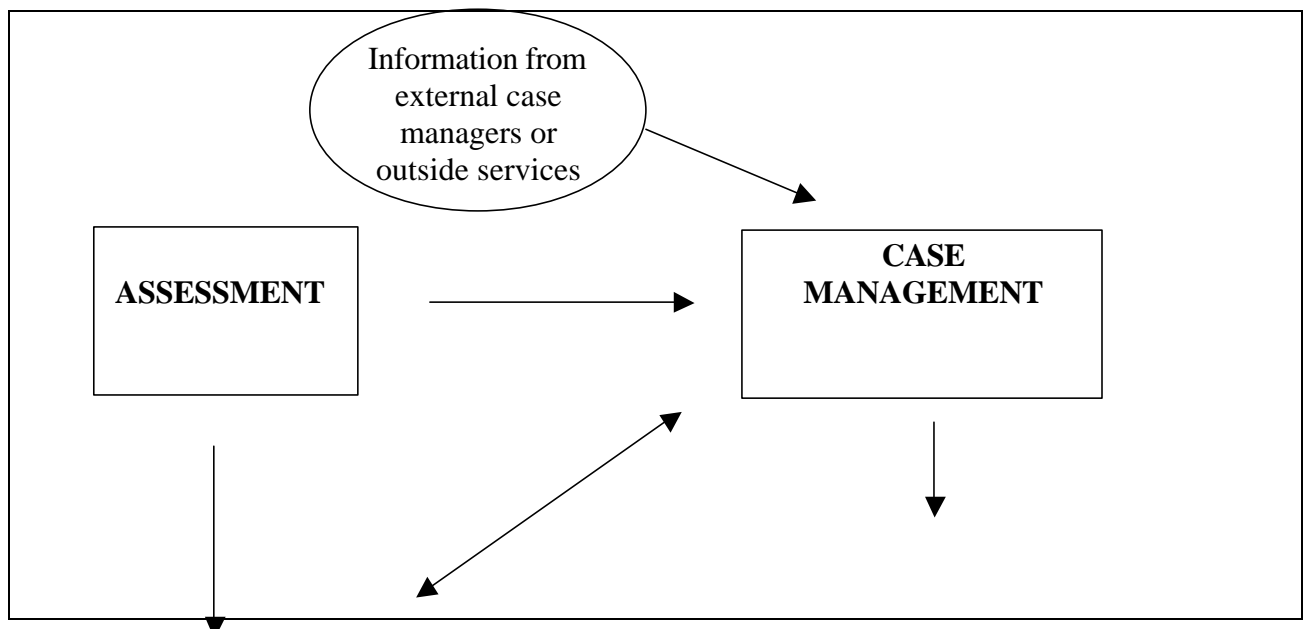 Information from
external case
managers or
outside services
ASSESSMENT
CASE
MANAGEMENT